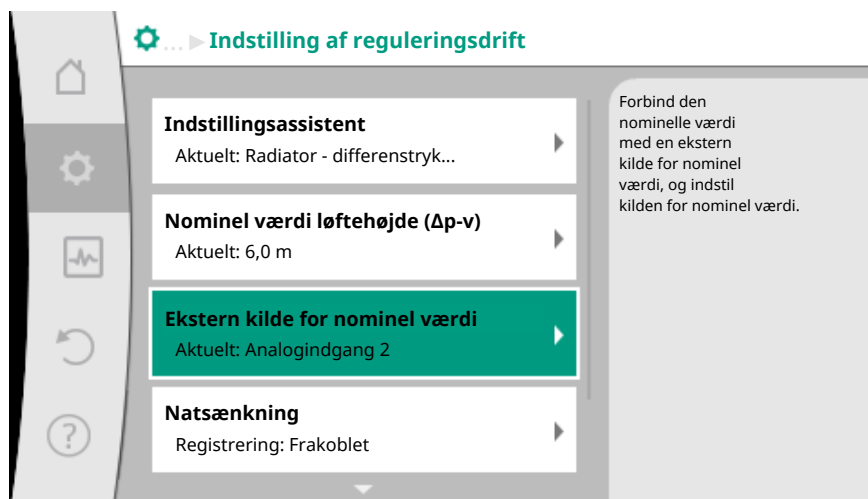 ... Indstilling af reguleringsdrift
Indstillingsassistent
Aktuelt: Radiator - differenstryk...
Nominel værdi løftehøjde (Δp-v)
Aktuelt: 6,0 m
Ekstern kilde for nominel værdi
Aktuelt: Analogindgang 2
Natsænkning
Registrering: Frakoblet
Forbind den
nominelle værdi
med en ekstern
kilde for nominel
værdi, og indstil
kilden for nominel værdi.
?